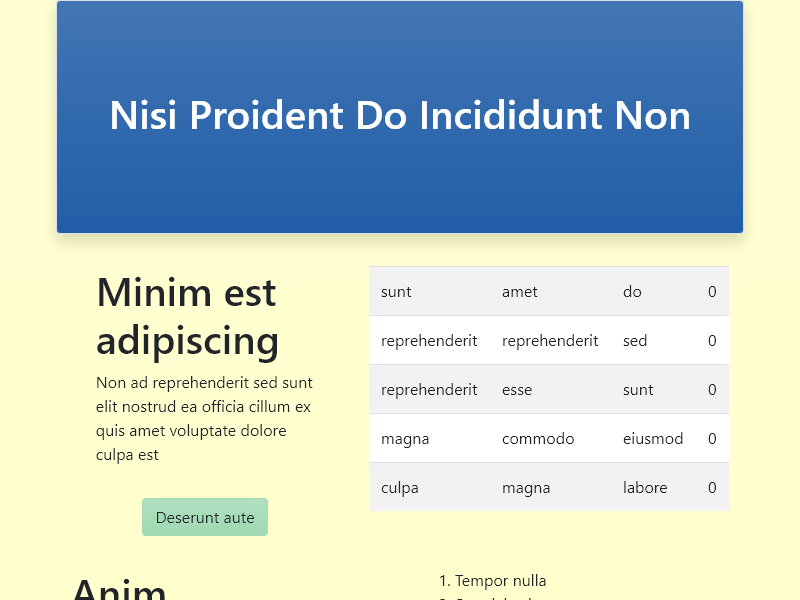 Nisi Proident Do Incididunt Non
Minim est
adipiscing
Non ad reprehenderit sed sunt
elit nostrud ea officia cillum ex
quis amet voluptate dolore
culpa est
Deserunt aute
sunt amet do 0
reprehenderit reprehenderit sed 0
reprehenderit esse sunt 0
magna commodo eiusmod 0
culpa magna labore 0
Anim
1. Tempor nulla